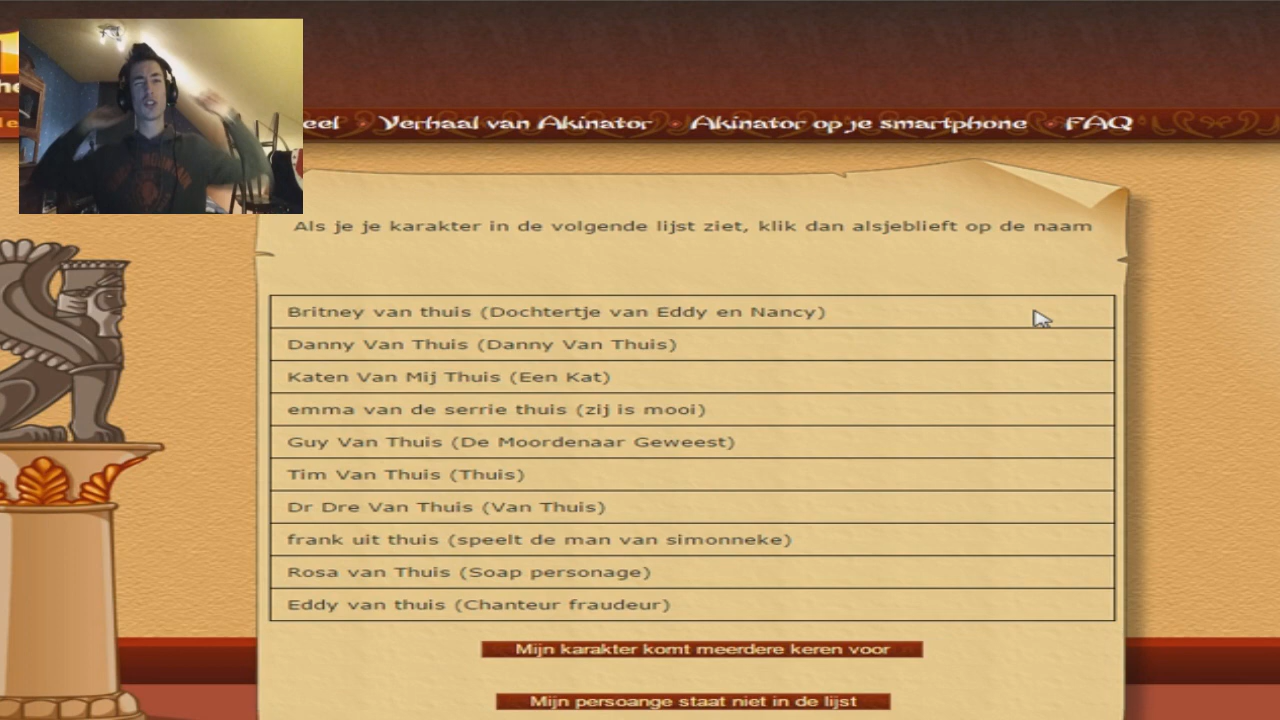 eel · Verhaal van Akinator · Akinator op je smartphone · FAQ
Als je je karakter in de volgende lijst ziet, klik dan alsjeblieft op de naam
Britney van thuis (Dochtertje van Eddy en Nancy)
Danny Van Thuis (Danny Van Thuis)
Katen Van Mij Thuis (Een Kat)
emma van de serrie thuis (zij is mooi)
Guy Van Thuis (De Moordenaar Geweest)
Tim Van Thuis (Thuis)
Dr Dre Van Thuis (Van Thuis)
frank uit thuis (speelt de man van simonneke)
Rosa van Thuis (Soap personage)
Eddy van thuis (Chanteur fraudeur)
Mijn karakter komt meerdere keren voor
Mijn persoange staat niet in de lijst